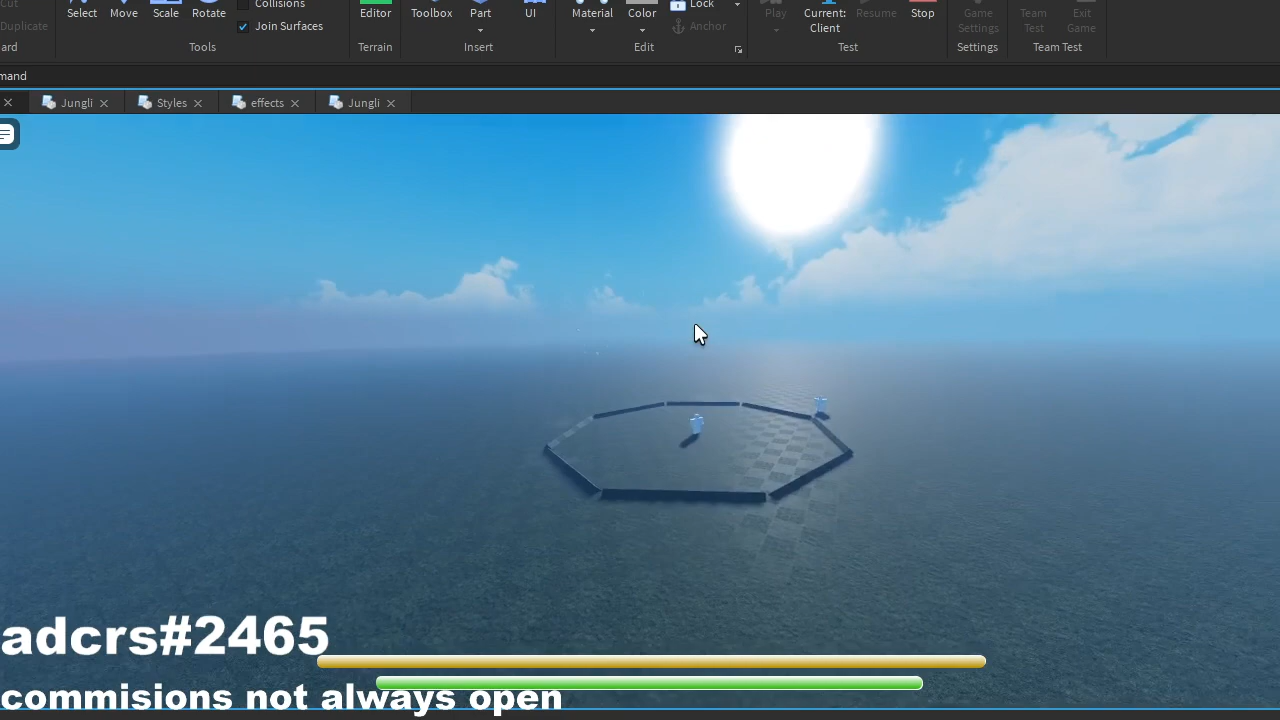 Cut
Duplicate
ard
Select
Move
Scale
Rotate
Collisions
Join Surfaces
Tools
Editor
Terrain
Toolbox
Part
UI
Insert
Material
Color
Lock
Anchor
Edit
Play
Current:
Client
Resume
Stop
Test
Game
Settings
Settings
Team
Test
Exit
Game
Team Test
mand
Jungli
Styles
effects
Jungli
adcrs#2465
commisions not always open